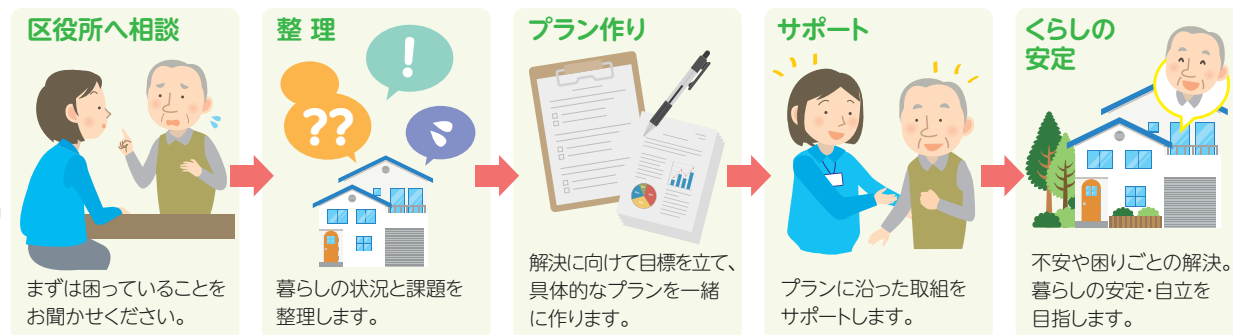 区役所へ相談
まずは困っていることを
お聞かせください。
整 理
!
??
暮らしの状況と課題を
整理します。
プラン作り
解決に向けて目標を立て、
具体的なプランを一緒
に作ります。
サポート
プランに沿った取組を
サポートします。
くらしの
安定
不安や困りごとの解決。
暮らしの安定・自立を
目指します。